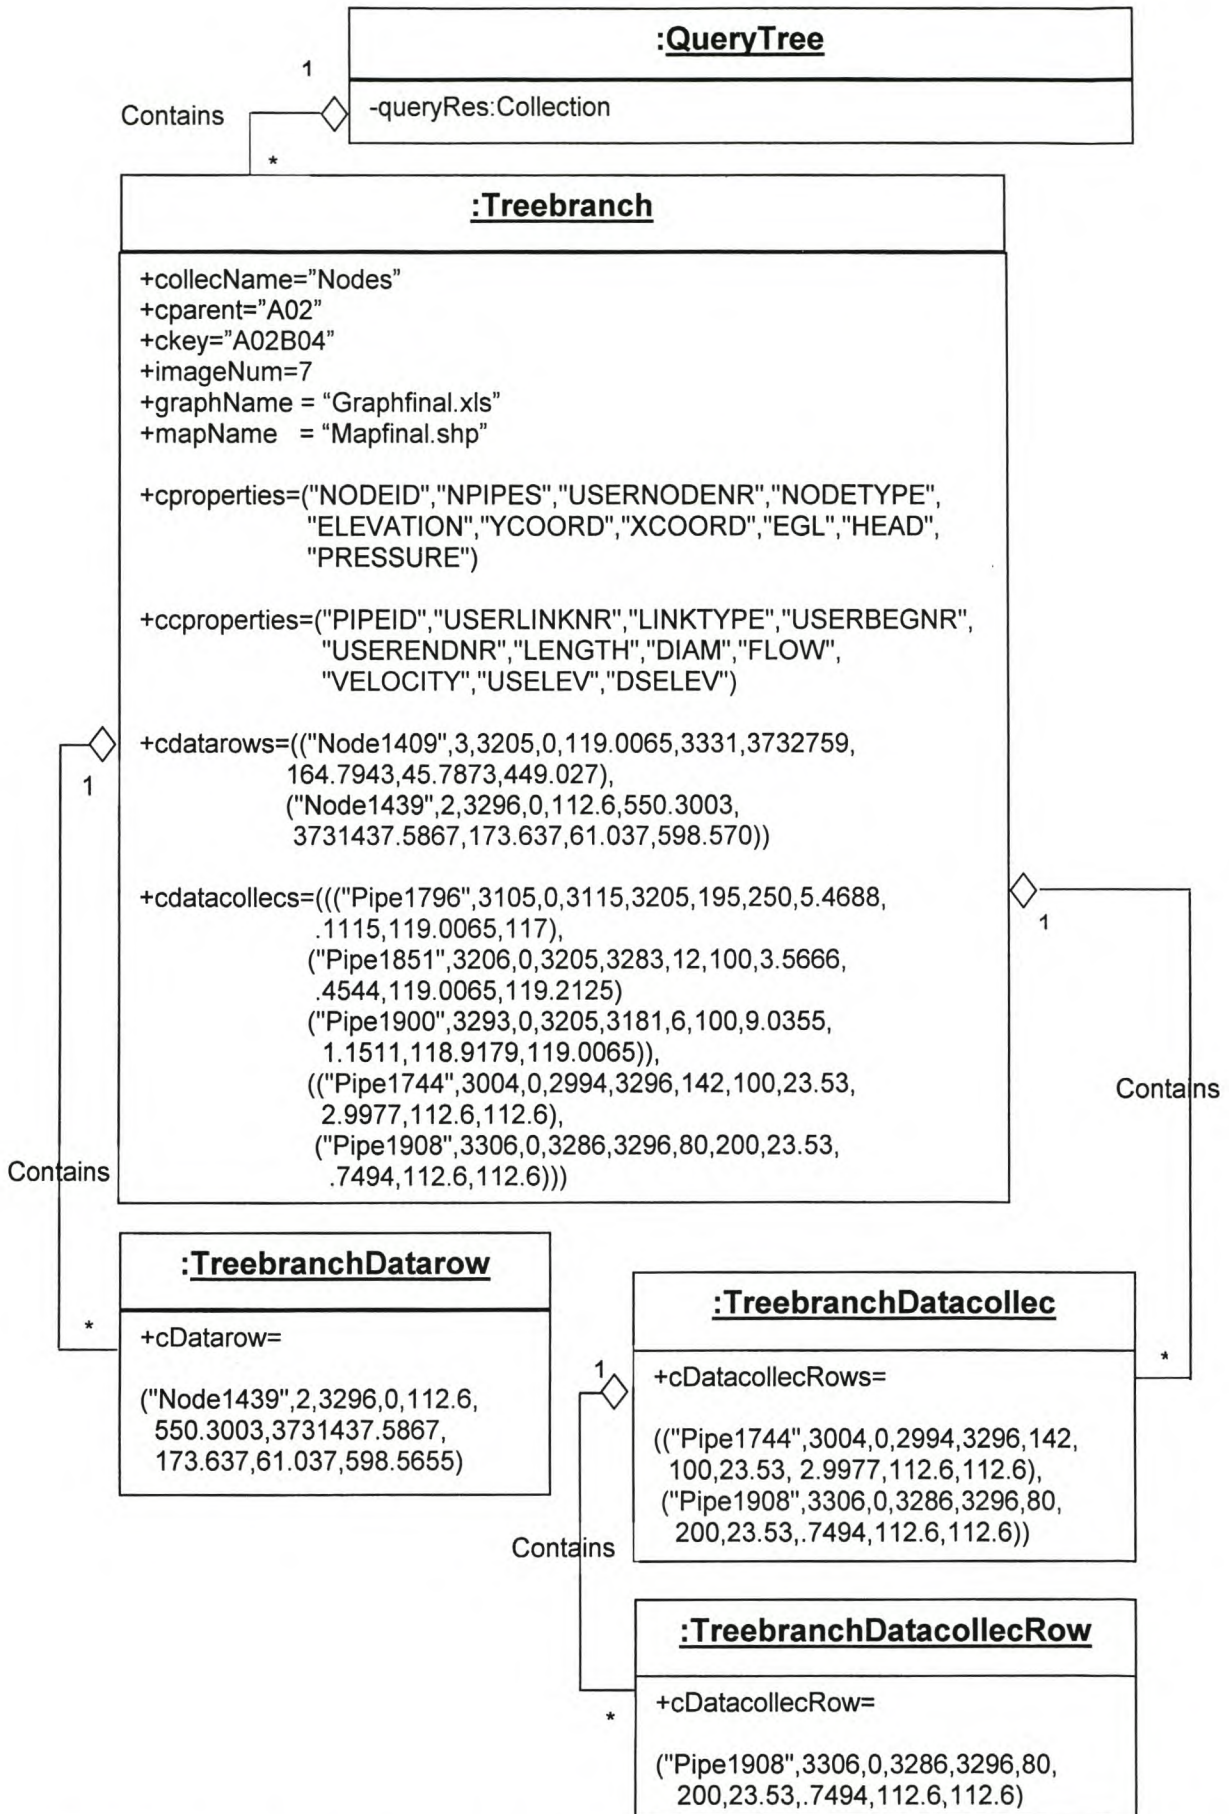 :QueryTree
1
Contains
-queryRes:Collection
*
:Treebranch
+collecName="Nodes"
+cparent="A02"
+ckey="A02B04"
+imageNum=7
+graphName = "Graphfinal.xls"
+mapName = "Mapfinal.shp"
+cproperties=("NODEID","NPIPES","USERNODENR","NODETYPE",
"ELEVATION","YCOORD","XCOORD","EGL","HEAD",
"PRESSURE")
+ccproperties=("PIPEID","USERLINKNR","LINKTYPE","USERBEGNR",
"USERENDNR","LENGTH","DIAM","FLOW",
"VELOCITY","USELEV","DSELEV")
+cdatarows=(("Node1409",3,3205,0,119.0065,3331,3732759,
164.7943,45.7873,449.027),
("Node1439",2,3296,0,112.6,550.3003,
3731437.5867,173.637,61.037,598.570))
1
+cdatacollecs=((("Pipe1796",3105,0,3115,3205,195,250,5.4688,
.1115,119.0065,117),
("Pipe1851",3206,0,3205,3283,12,100,3.5666,
.4544,119.0065,119.2125)
("Pipe1900",3293,0,3205,3181,6,100,9.0355,
1.1511,118.9179,119.0065)),
(("Pipe1744",3004,0,2994,3296,142,100,23.53,
2.9977,112.6,112.6),
("Pipe1908",3306,0,3286,3296,80,200,23.53,
.7494,112.6,112.6)))
1
Contains
Contains
:TreebranchDatarow
*
+cDatarow=
("Node1439",2,3296,0,112.6,
550.3003,3731437.5867,
173.637,61.037,598.5655)
:TreebranchDatacollec
*
1
+cDatacollecRows=
(("Pipe1744",3004,0,2994,3296,142,
100,23.53, 2.9977,112.6,112.6),
("Pipe1908",3306,0,3286,3296,80,
200,23.53,.7494,112.6,112.6))
Contains
:TreebranchDatacollecRow
*
+cDatacollecRow=
("Pipe1908",3306,0,3286,3296,80,
200,23.53,.7494,112.6,112.6)